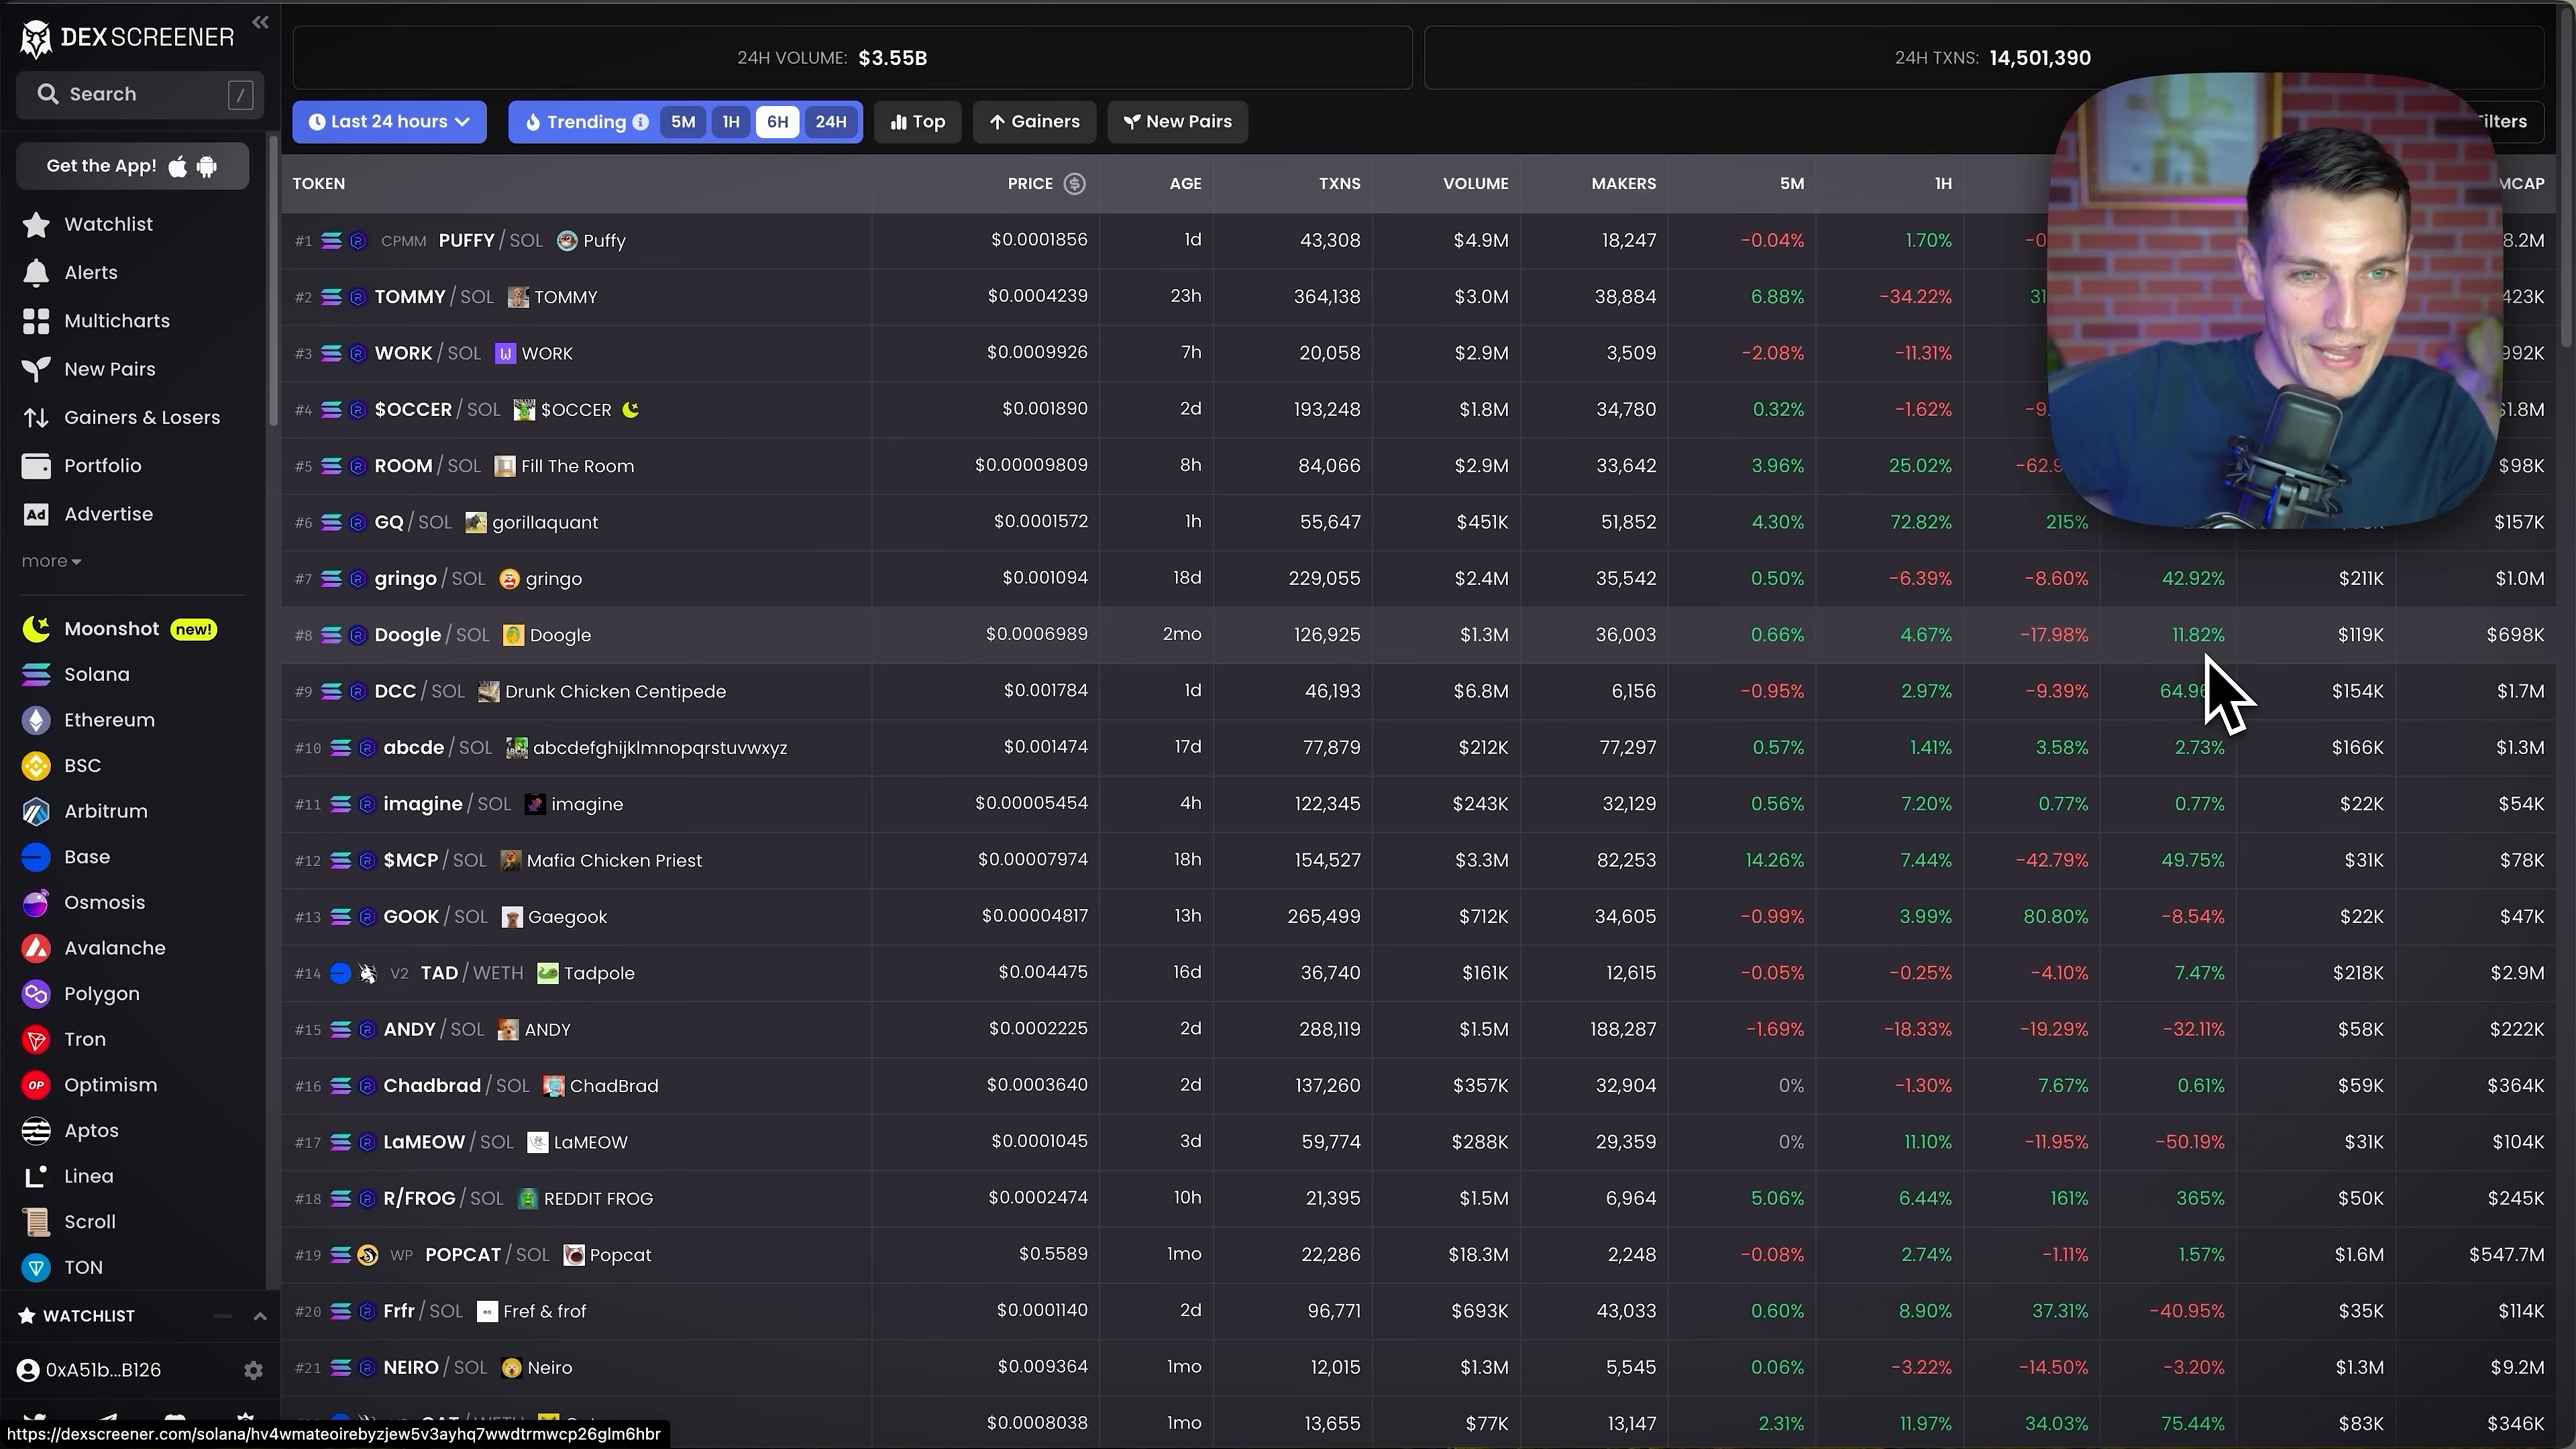 DEX SCREENER
Search /
Get the App!
Watchlist
Alerts
Multicharts
New Pairs
Gainers & Losers
Portfolio
Ad Advertise
more
Moonshot new!
Solana
Ethereum
BSC
Arbitrum
Base
Osmosis
Avalanche
Polygon
Tron
OP Optimism
Aptos
Linea
Scroll
TON
WATCHLIST
0xA51b...B126
24H VOLUME: $3.55B
24H TXNS: 14,501,390
Last 24 hours Trending 5M 1H 6H 24H Top Gainers New Pairs
TOKEN PRICE AGE TXNS VOLUME MAKERS 5M 1H MCAP
#1 CPMM PUFFY / SOL Puffy $0.0001856 1d 43,308 $4.9M 18,247 -0.04% 1.70%
#2 TOMMY / SOL TOMMY $0.0004239 23h 364,138 $3.0M 38,884 6.88% -34.22%
#3 WORK / SOL WORK $0.0009926 7h 20,058 $2.9M 3,509 -2.08% -11.31%
#4 $OCCER / SOL $OCCER $0.001890 2d 193,248 $1.8M 34,780 0.32% -1.62%
#5 ROOM / SOL Fill The Room $0.00009809 8h 84,066 $2.9M 33,642 3.96% 25.02% $98K
#6 GQ / SOL gorillaquant $0.0001572 1h 55,647 $451K 51,852 4.30% 72.82% 215% $157K
#7 gringo / SOL gringo $0.001094 18d 229,055 $2.4M 35,542 0.50% -6.39% -8.60% 42.92% $211K $1.0M
#8 Doogle / SOL Doogle $0.0006989 2mo 126,925 $1.3M 36,003 0.66% 4.67% -17.98% 11.82% $119K $698K
#9 DCC / SOL Drunk Chicken Centipede $0.001784 1d 46,193 $6.8M 6,156 -0.95% 2.97% -9.39% $154K $1.7M
#10 abcde / SOL abcdefghijklmnopqrstuvwxyz $0.001474 17d 77,879 $212K 77,297 0.57% 1.41% 3.58% 2.73% $166K $1.3M
#11 imagine / SOL imagine $0.00005454 4h 122,345 $243K 32,129 0.56% 7.20% 0.77% 0.77% $22K $54K
#12 $MCP / SOL Mafia Chicken Priest $0.00007974 18h 154,527 $3.3M 82,253 14.26% 7.44% -42.79% 49.75% $31K $78K
#13 GOOK / SOL Gaegook $0.00004817 13h 265,499 $712K 34,605 -0.99% 3.99% 80.80% -8.54% $22K $47K
#14 V2 TAD / WETH Tadpole $0.004475 16d 36,740 $161K 12,615 -0.05% -0.25% -4.10% 7.47% $218K $2.9M
#15 ANDY / SOL ANDY $0.0002225 2d 288,119 $1.5M 188,287 -1.69% -18.33% -19.29% -32.11% $58K $222K
#16 Chadbrad / SOL ChadBrad $0.0003640 2d 137,260 $357K 32,904 0% -1.30% 7.67% 0.61% $59K $364K
#17 LaMEOW / SOL LaMEOW $0.0001045 3d 59,774 $288K 29,359 0% 11.10% -11.95% -50.19% $31K $104K
#18 R/FROG / SOL REDDIT FROG $0.0002474 10h 21,395 $1.5M 6,964 5.06% 6.44% 161% 365% $50K $245K
#19 WP POPCAT / SOL Popcat $0.5589 1mo 22,286 $18.3M 2,248 -0.08% 2.74% -1.11% 1.57% $1.6M $547.7M
#20 Frfr / SOL Fref & frof $0.0001140 2d 96,771 $693K 43,033 0.60% 8.90% 37.31% -40.95% $35K $114K
#21 NEIRO / SOL Neiro $0.009364 1mo 12,015 $1.3M 5,545 0.06% -3.22% -14.50% -3.20% $1.3M $9.2M
$0.0008038 1mo 13,655 $77K 13,147 2.31% 11.97% 34.03% 75.44% $83K $346K
https://dexscreener.com/solana/hv4wmateoirebyzjew5v3ayhq7wwdtrmwcp26glm6hbr